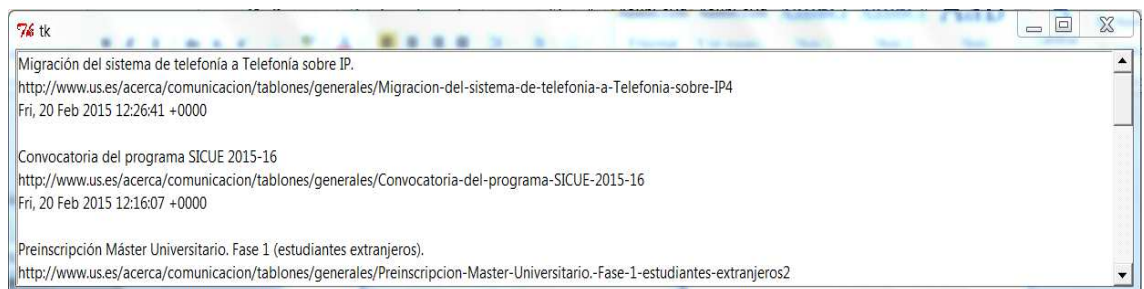 tk
Migración del sistema de telefonía a Telefonía sobre IP.
http://www.us.es/acerca/comunicacion/tablones/generales/Migracion-del-sistema-de-telefonia-a-Telefonia-sobre-IP4
Fri, 20 Feb 2015 12:26:41 +0000
Convocatoria del programa SICUE 2015-16
http://www.us.es/acerca/comunicacion/tablones/generales/Convocatoria-del-programa-SICUE-2015-16
Fri, 20 Feb 2015 12:16:07 +0000
Preinscripción Máster Universitario. Fase 1 (estudiantes extranjeros).
http://www.us.es/acerca/comunicacion/tablones/generales/Preinscripcion-Master-Universitario.-Fase-1-estudiantes-extranjeros2